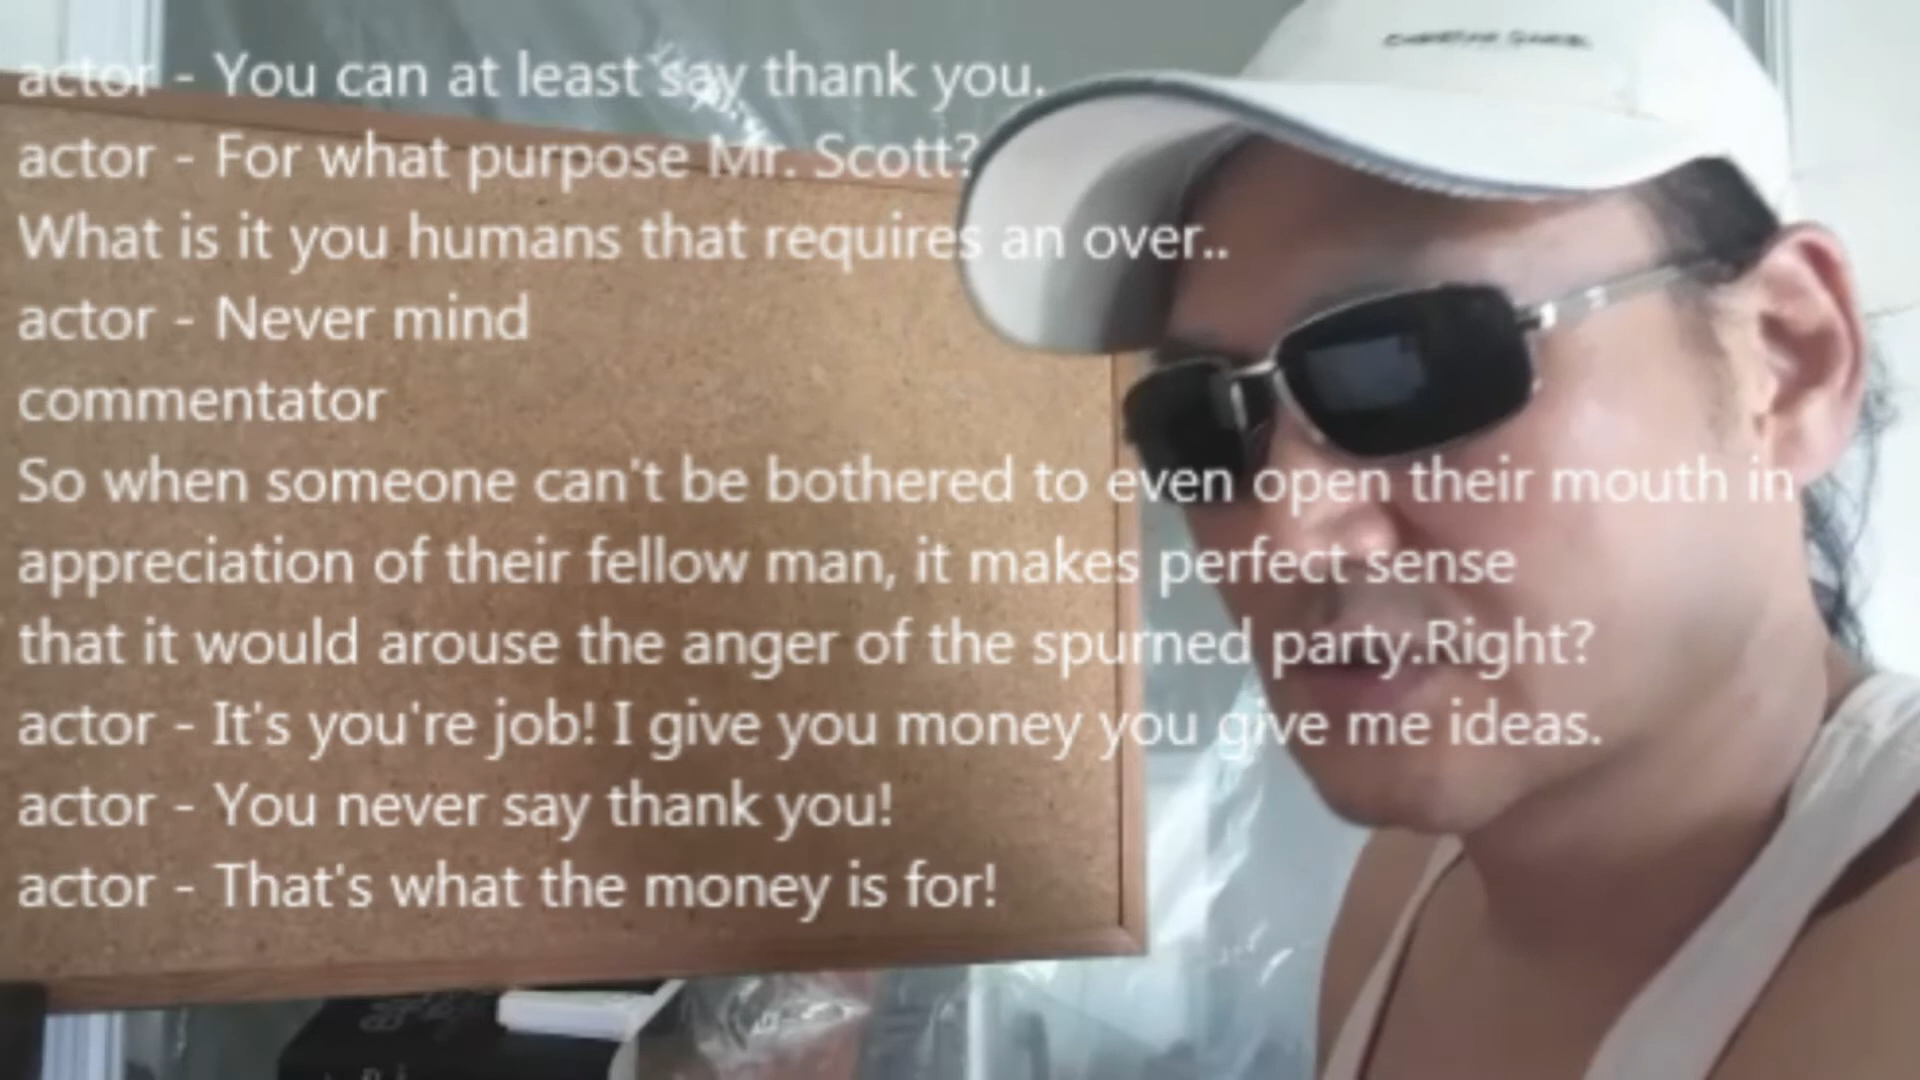 actor - You can at least say thank you.
actor - For what purpose Mr. Scott?
What is it you humans that requires an over..
actor - Never mind
commentator
So when someone can't be bothered to even open their mouth in
appreciation of their fellow man, it makes perfect sense
that it would arouse the anger of the spurned party.Right?
actor - It's you're job! I give you money you give me ideas.
actor - You never say thank you!
actor - That's what the money is for!